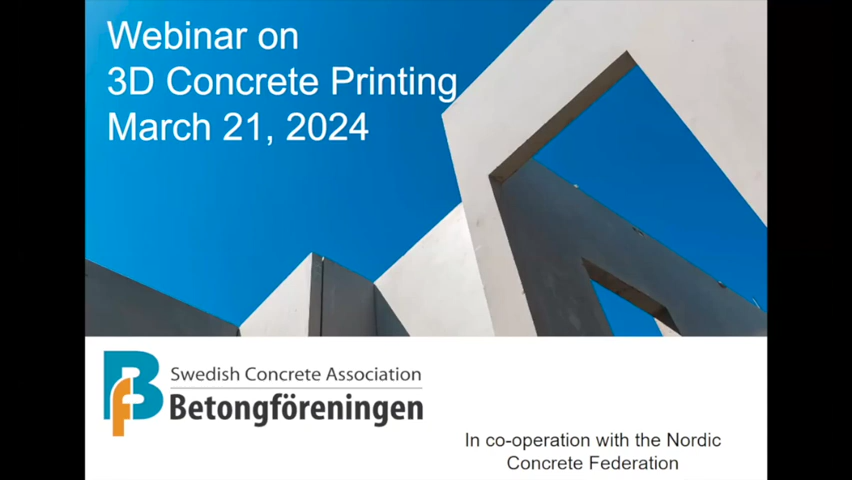 Webinar on
3D Concrete Printing
March 21, 2024
Bf
Swedish Concrete Association
Betongföreningen
In co-operation with the Nordic
Concrete Federation